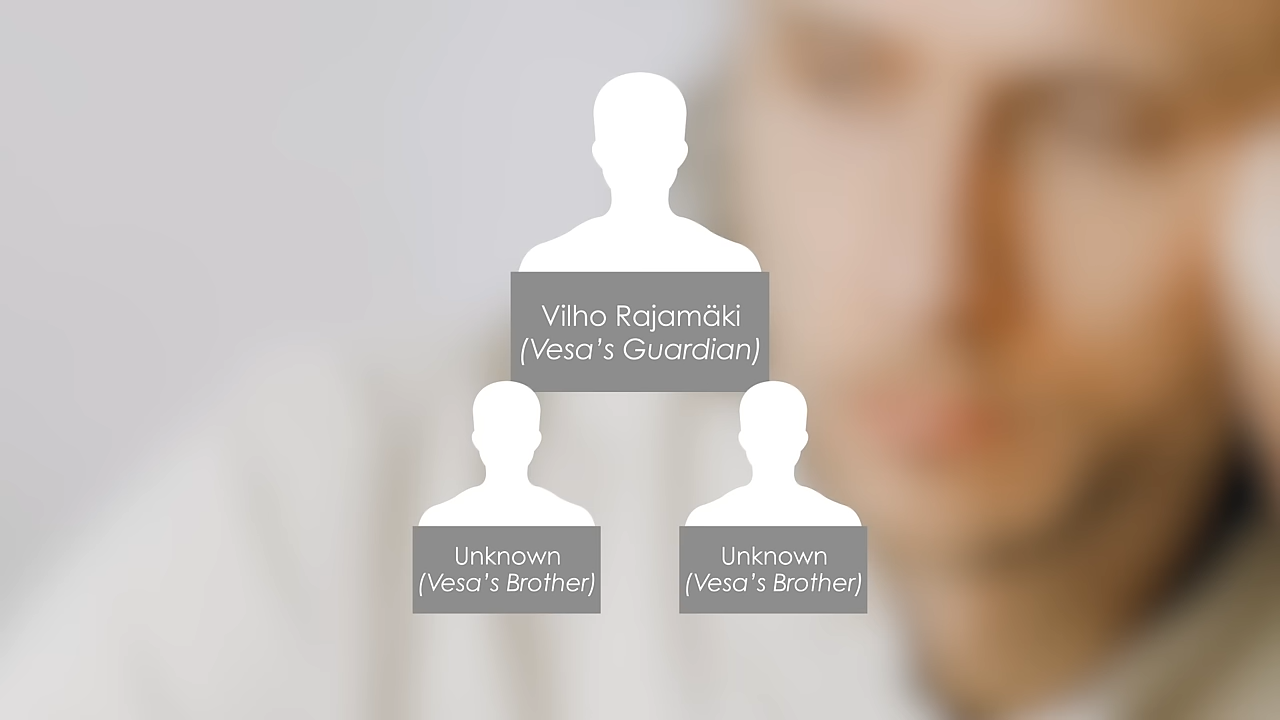 Vilho Rajamäki
(Vesa's Guardian)
Unknown
(Vesa's Brother)
Unknown
(Vesa's Brother)